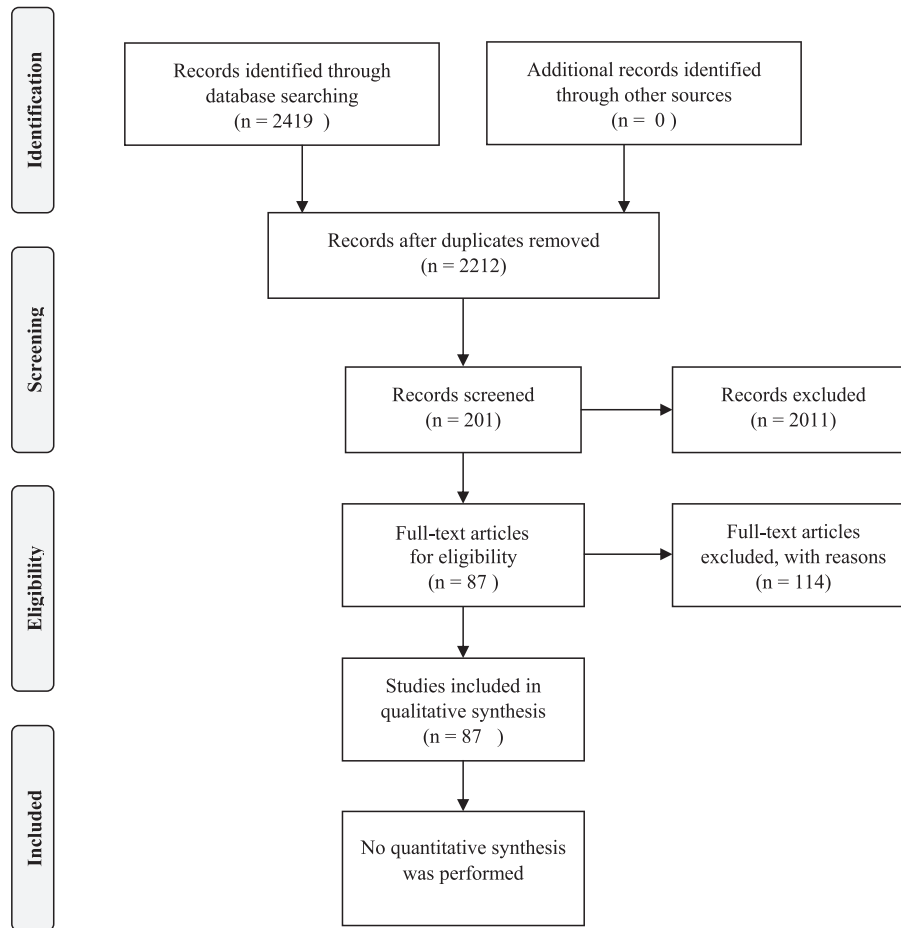 Identification
Records identified through
database searching
(n = 2419 )
Additional records identified
through other sources
(n = 0 )
Records after duplicates removed
(n = 2212)
Screening
Records screened
(n = 201)
Records excluded
(n = 2011)
Eligibility
Full-text articles
for eligibility
(n = 87 )
Full-text articles
excluded, with reasons
(n = 114)
Studies included in
qualitative synthesis
(n = 87 )
Included
No quantitative synthesis
was performed